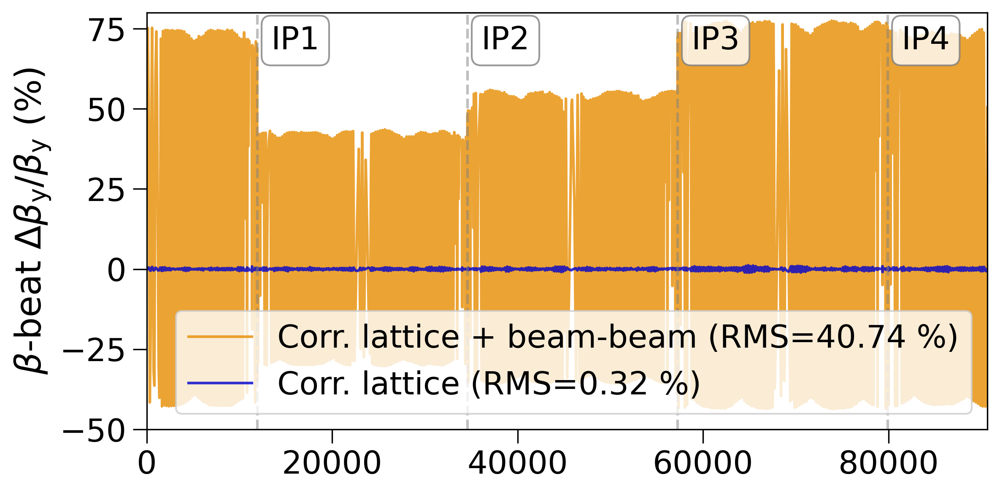 β-beat Δβy/βy (%)
75
50
25
0
−25
−50
IP1
IP2
IP3
IP4
Corr. lattice + beam-beam (RMS=40.74 %)
Corr. lattice (RMS=0.32 %)
0
20000
40000
60000
80000